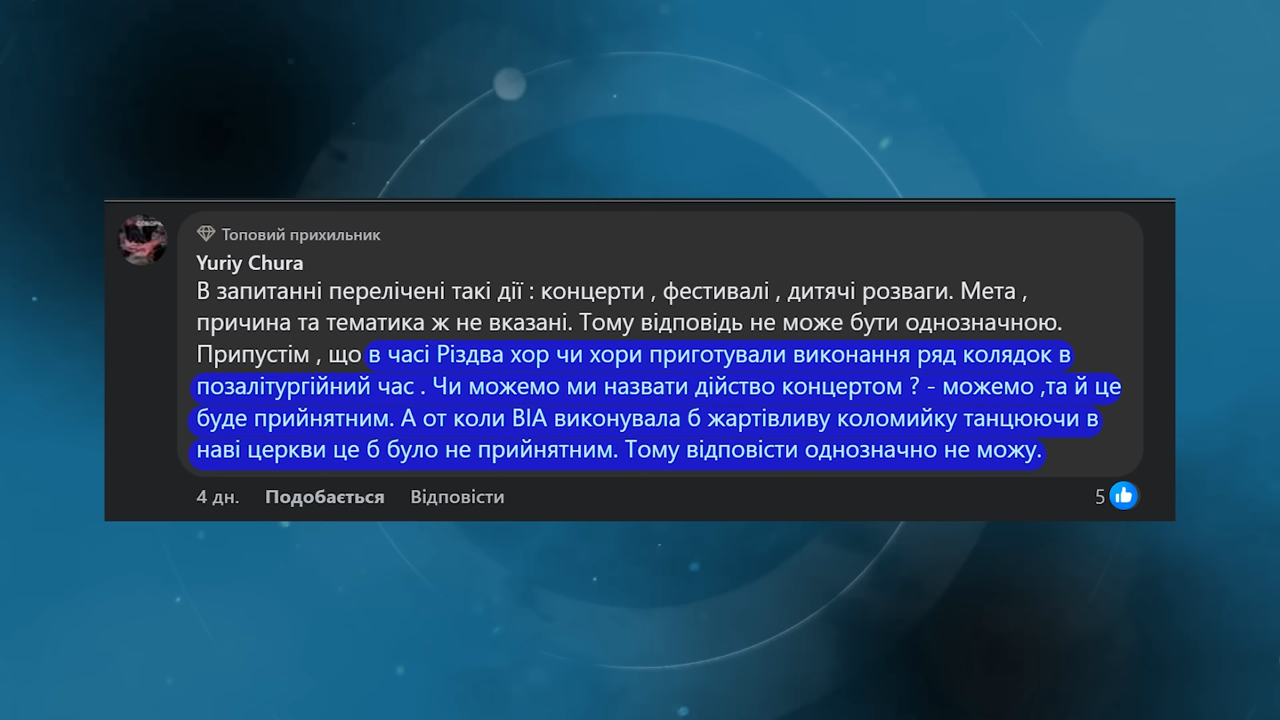 Топовий прихильник
Yuriy Chura
В запитанні перелічені такі дії : концерти , фестивалі , дитячі розваги. Мета ,
причина та тематика ж не вказані. Тому відповідь не може бути однозначною.
Припустім , що в часі Різдва хор чи хори приготували виконання ряд колядок в
позалітургійний час . Чи можемо ми назвати дійство концертом ? - можемо ,та й це
буде прийнятним. А от коли ВІА виконувала б жартівливу коломийку танцюючи в
наві церкви це б було не прийнятним. Тому відповісти однозначно не можу.
4 дн. Подобається Відповісти 5